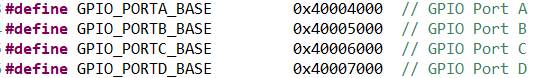 #define GPIO_PORTA_BASE 0x40004000 // GPIO Port A
#define GPIO_PORTB_BASE 0x40005000 // GPIO Port B
#define GPIO_PORTC_BASE 0x40006000 // GPIO Port C
#define GPIO_PORTD_BASE 0x40007000 // GPIO Port D